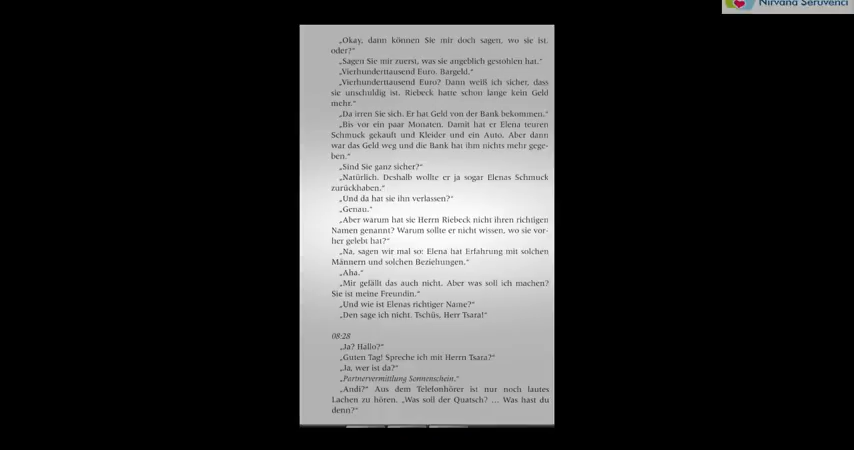 Nirvana Serüvenci
„Okay, dann können Sie mir doch sagen, wo sie ist,
oder?“
„Sagen Sie mir zuerst, was sie angeblich gestohlen hat.“
„Vierhunderttausend Euro. Bargeld.“
„Vierhunderttausend Euro? Dann weiß ich sicher, dass
sie unschuldig ist. Riebeck hatte schon lange kein Geld
mehr.“
„Da irren Sie sich. Er hat Geld von der Bank bekommen.“
„Bis vor ein paar Monaten. Damit hat er Elena teuren
Schmuck gekauft und Kleider und ein Auto. Aber dann
war das Geld weg und die Bank hat ihm nichts mehr gege-
ben.“
„Sind Sie ganz sicher?“
„Natürlich. Deshalb wollte er ja sogar Elenas Schmuck
zurückhaben.“
„Und da hat sie ihn verlassen?“
„Genau.“
„Aber warum hat sie Herrn Riebeck nicht ihren richtigen
Namen genannt? Warum sollte er nicht wissen, wo sie vor-
her gelebt hat?“
„Na, sagen wir mal so: Elena hat Erfahrung mit solchen
Männern und solchen Beziehungen.“
„Aha.“
„Mir gefällt das auch nicht. Aber was soll ich machen?
Sie ist meine Freundin.“
„Und wie ist Elenas richtiger Name?“
„Den sage ich nicht. Tschüs, Herr Tsara!“
08:28
„Ja? Hallo?“
„Guten Tag! Spreche ich mit Herrn Tsara?“
„Ja, wer ist da?“
„Partnervermittlung Sonnenschein.“
„Andi?“ Aus dem Telefonhörer ist nur noch lautes
Lachen zu hören. „Was soll der Quatsch? … Was hast du
denn?“